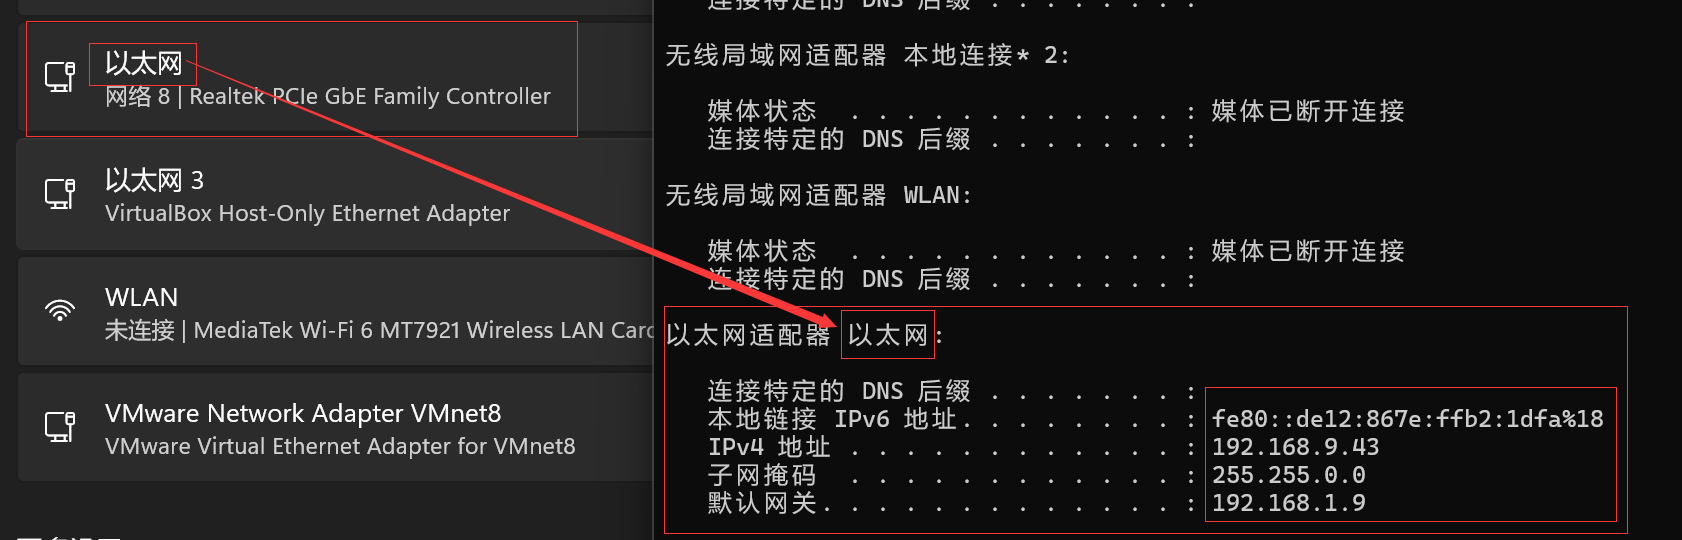 以太网
网络 8 | Realtek PCIe GbE Family Controller
以太网 3
VirtualBox Host-Only Ethernet Adapter
WLAN
未连接 | MediaTek Wi-Fi 6 MT7921 Wireless LAN Card
VMware Network Adapter VMnet8
VMware Virtual Ethernet Adapter for VMnet8
连接特定的 DNS 后缀 . . . . . . . . :
无线局域网适配器 本地连接* 2:
媒体状态 . . . . . . . . . . . . : 媒体已断开连接
连接特定的 DNS 后缀 . . . . . . . :
无线局域网适配器 WLAN:
媒体状态 . . . . . . . . . . . . : 媒体已断开连接
连接特定的 DNS 后缀 . . . . . . . :
以太网适配器 以太网:
连接特定的 DNS 后缀 . . . . . . . :
本地链接 IPv6 地址. . . . . . . . : fe80::de12:867e:ffb2:1dfa%18
IPv4 地址 . . . . . . . . . . . . : 192.168.9.43
子网掩码 . . . . . . . . . . . . : 255.255.0.0
默认网关. . . . . . . . . . . . . : 192.168.1.9